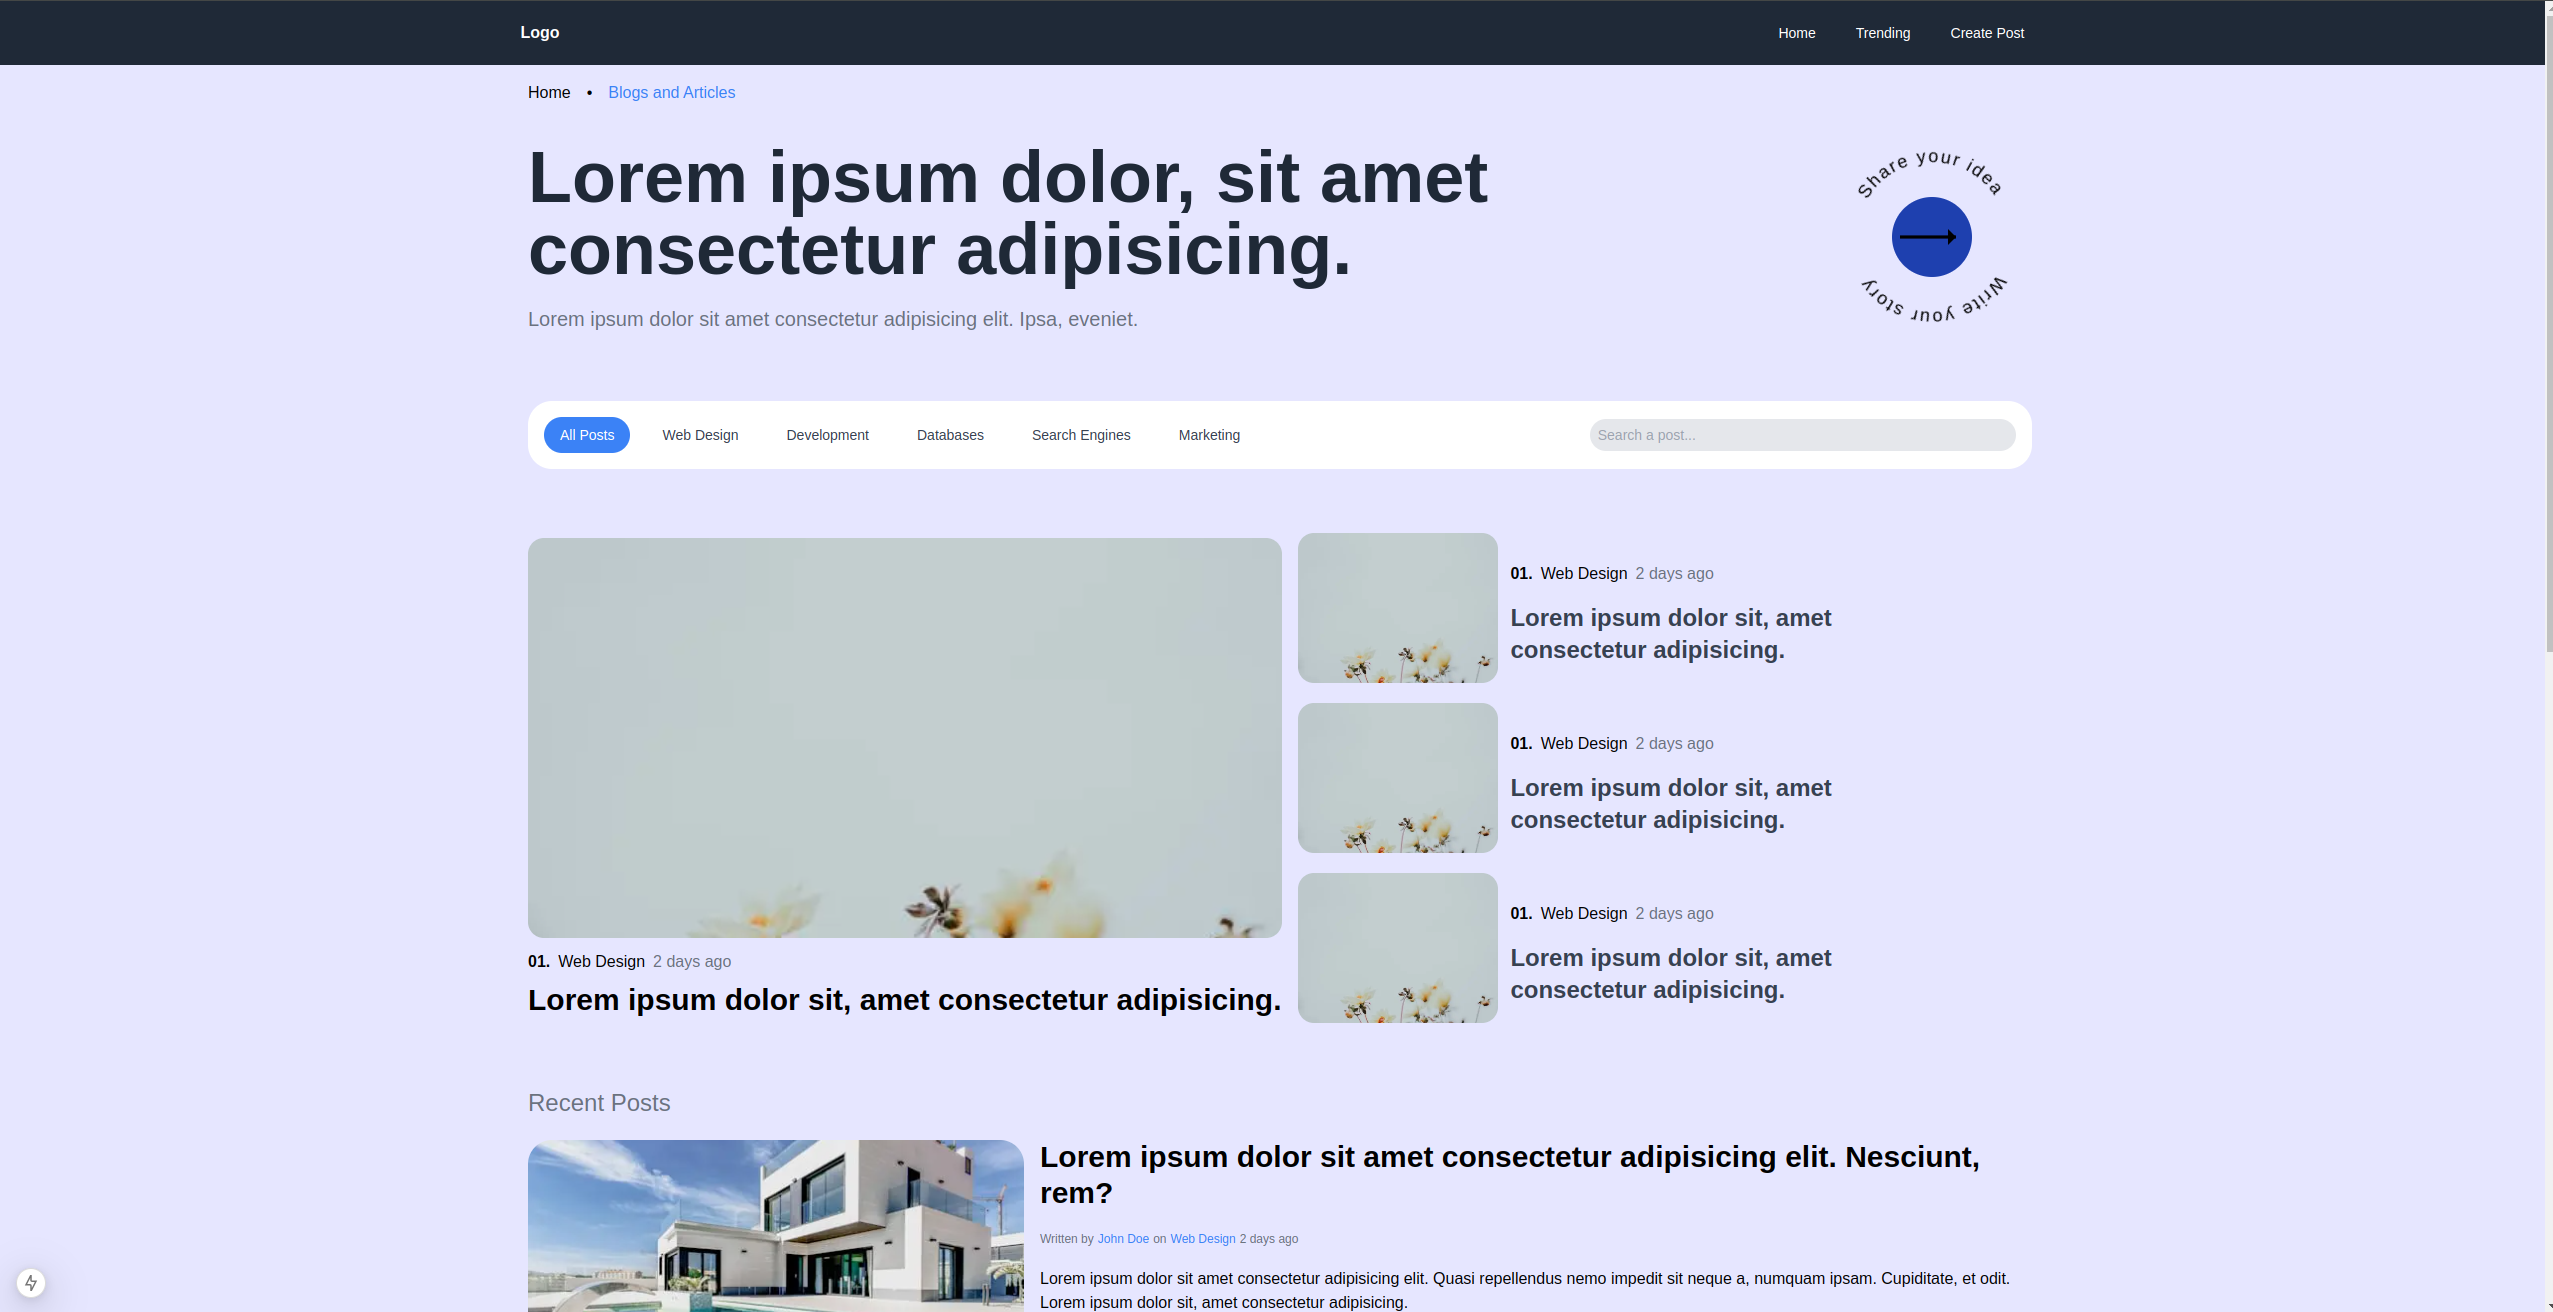 Logo
Home
Trending
Create Post
Home • Blogs and Articles
Lorem ipsum dolor, sit amet
consectetur adipisicing.
Lorem ipsum dolor sit amet consectetur adipisicing elit. Ipsa, eveniet.
Share your idea
Write your story
All Posts
Web Design
Development
Databases
Search Engines
Marketing
Search a post...
01. Web Design 2 days ago
Lorem ipsum dolor sit, amet consectetur adipisicing.
01. Web Design 2 days ago
Lorem ipsum dolor sit, amet
consectetur adipisicing.
01. Web Design 2 days ago
Lorem ipsum dolor sit, amet
consectetur adipisicing.
01. Web Design 2 days ago
Lorem ipsum dolor sit, amet
consectetur adipisicing.
Recent Posts
Lorem ipsum dolor sit amet consectetur adipisicing elit. Nesciunt,
rem?
Written by John Doe on Web Design 2 days ago
Lorem ipsum dolor sit amet consectetur adipisicing elit. Quasi repellendus nemo impedit sit neque a, numquam ipsam. Cupiditate, et odit.
Lorem ipsum dolor sit, amet consectetur adipisicing.